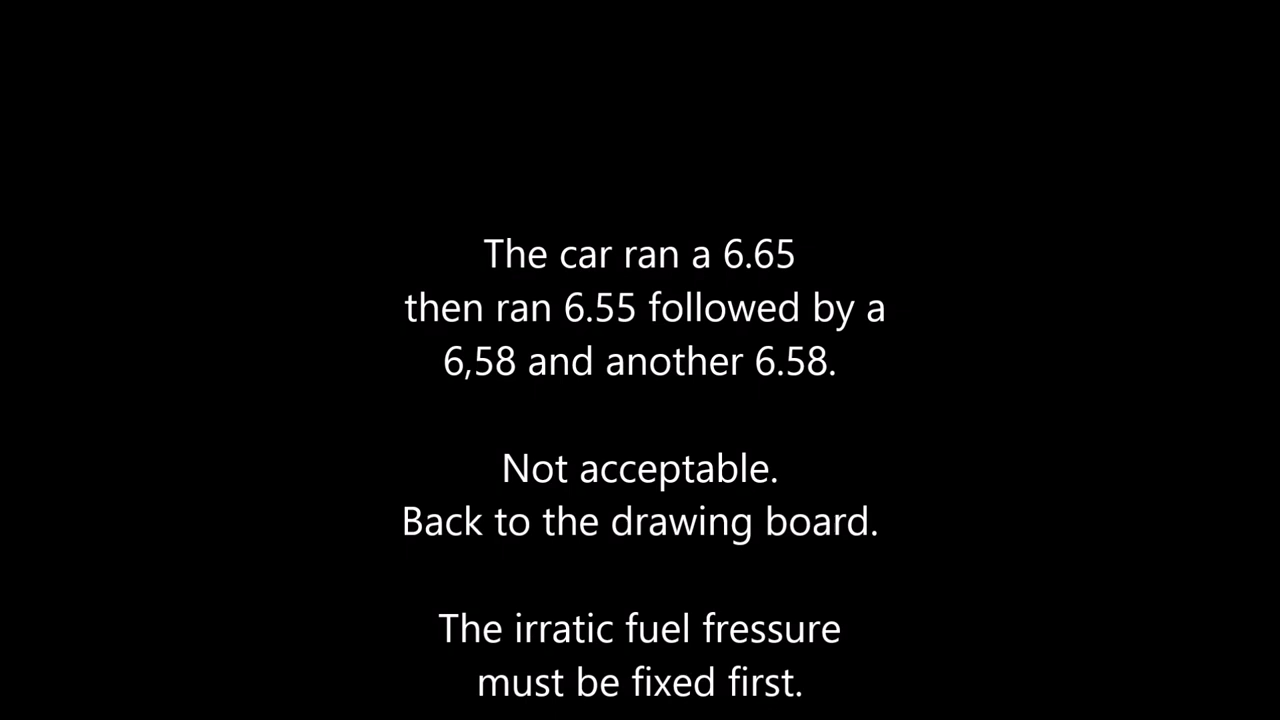 The car ran a 6.65
then ran 6.55 followed by a
6,58 and another 6.58.
Not acceptable.
Back to the drawing board.
The irratic fuel fressure
must be fixed first.